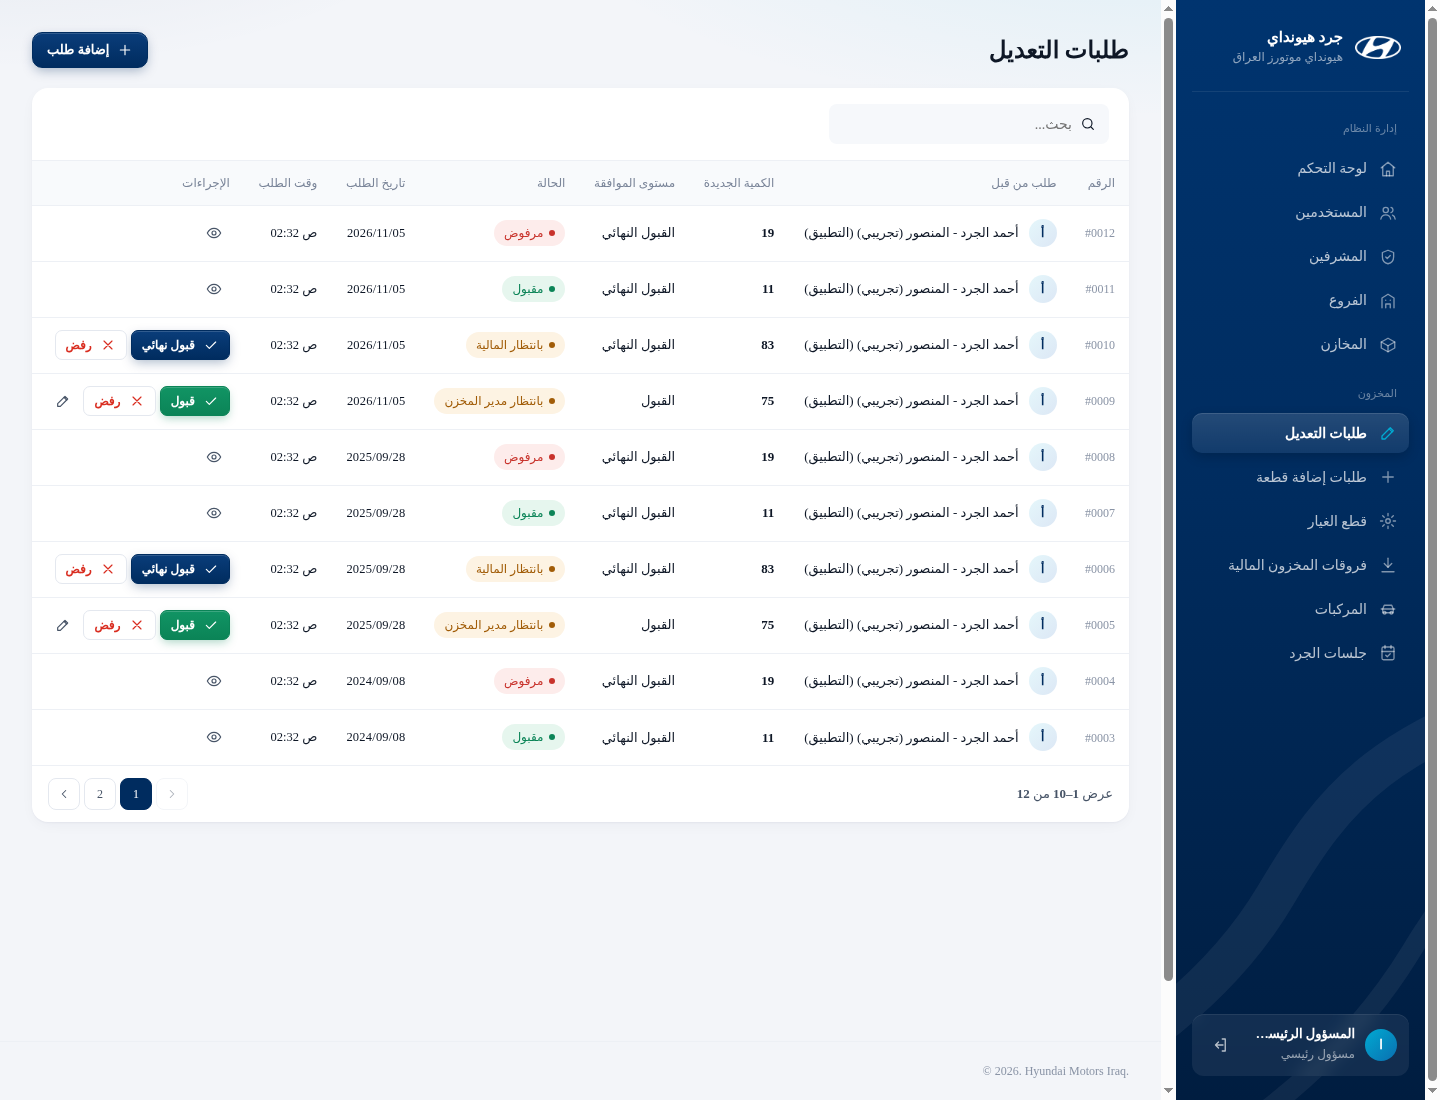 جرد هيونداي
هيونداي موتورز العراق
إدارة النظام
لوحة التحكم
المستخدمين
المشرفين
الفروع
المخازن
المخزون
طلبات التعديل
طلبات إضافة قطعة
قطع الغيار
فروقات المخزون المالية
المركبات
جلسات الجرد
المسؤول الرئيسـ...
مسؤول رئيسي
ا
طلبات التعديل
إضافة طلب
بحث...
الرقم طلب من قبل الكمية الجديدة مستوى الموافقة الحالة تاريخ الطلب وقت الطلب الإجراءات
#0012 أ أحمد الجرد - المنصور (تجريبي) (التطبيق) 19 القبول النهائي مرفوض 2026/11/05 02:32 ص
#0011 أ أحمد الجرد - المنصور (تجريبي) (التطبيق) 11 القبول النهائي مقبول 2026/11/05 02:32 ص
#0010 أ أحمد الجرد - المنصور (تجريبي) (التطبيق) 83 القبول النهائي بانتظار المالية 2026/11/05 02:32 ص قبول نهائي رفض
#0009 أ أحمد الجرد - المنصور (تجريبي) (التطبيق) 75 القبول بانتظار مدير المخزن 2026/11/05 02:32 ص قبول رفض
#0008 أ أحمد الجرد - المنصور (تجريبي) (التطبيق) 19 القبول النهائي مرفوض 2025/09/28 02:32 ص
#0007 أ أحمد الجرد - المنصور (تجريبي) (التطبيق) 11 القبول النهائي مقبول 2025/09/28 02:32 ص
#0006 أ أحمد الجرد - المنصور (تجريبي) (التطبيق) 83 القبول النهائي بانتظار المالية 2025/09/28 02:32 ص قبول نهائي رفض
#0005 أ أحمد الجرد - المنصور (تجريبي) (التطبيق) 75 القبول بانتظار مدير المخزن 2025/09/28 02:32 ص قبول رفض
#0004 أ أحمد الجرد - المنصور (تجريبي) (التطبيق) 19 القبول النهائي مرفوض 2024/09/08 02:32 ص
#0003 أ أحمد الجرد - المنصور (تجريبي) (التطبيق) 11 القبول النهائي مقبول 2024/09/08 02:32 ص
عرض 1–10 من 12
1 2
© 2026. Hyundai Motors Iraq.